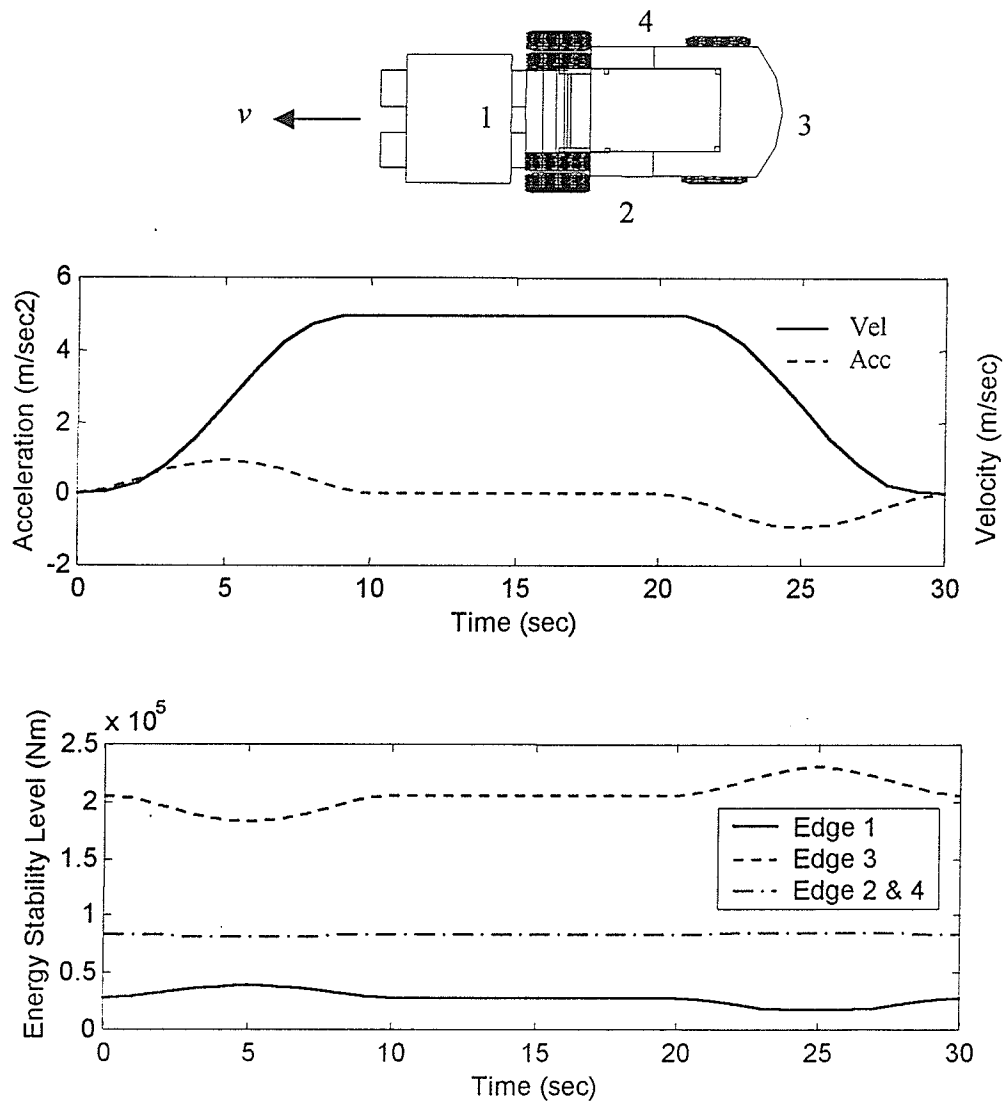 4
v
1
3
2
Acceleration (m/sec2)
Velocity (m/sec)
6
4
2
0
-2
Vel
Acc
0 5 10 15 20 25 30
Time (sec)
x 10^5
Energy Stability Level (Nm)
2.5
2
1.5
1
0.5
0
Edge 1
Edge 3
Edge 2 & 4
0 5 10 15 20 25 30
Time (sec)